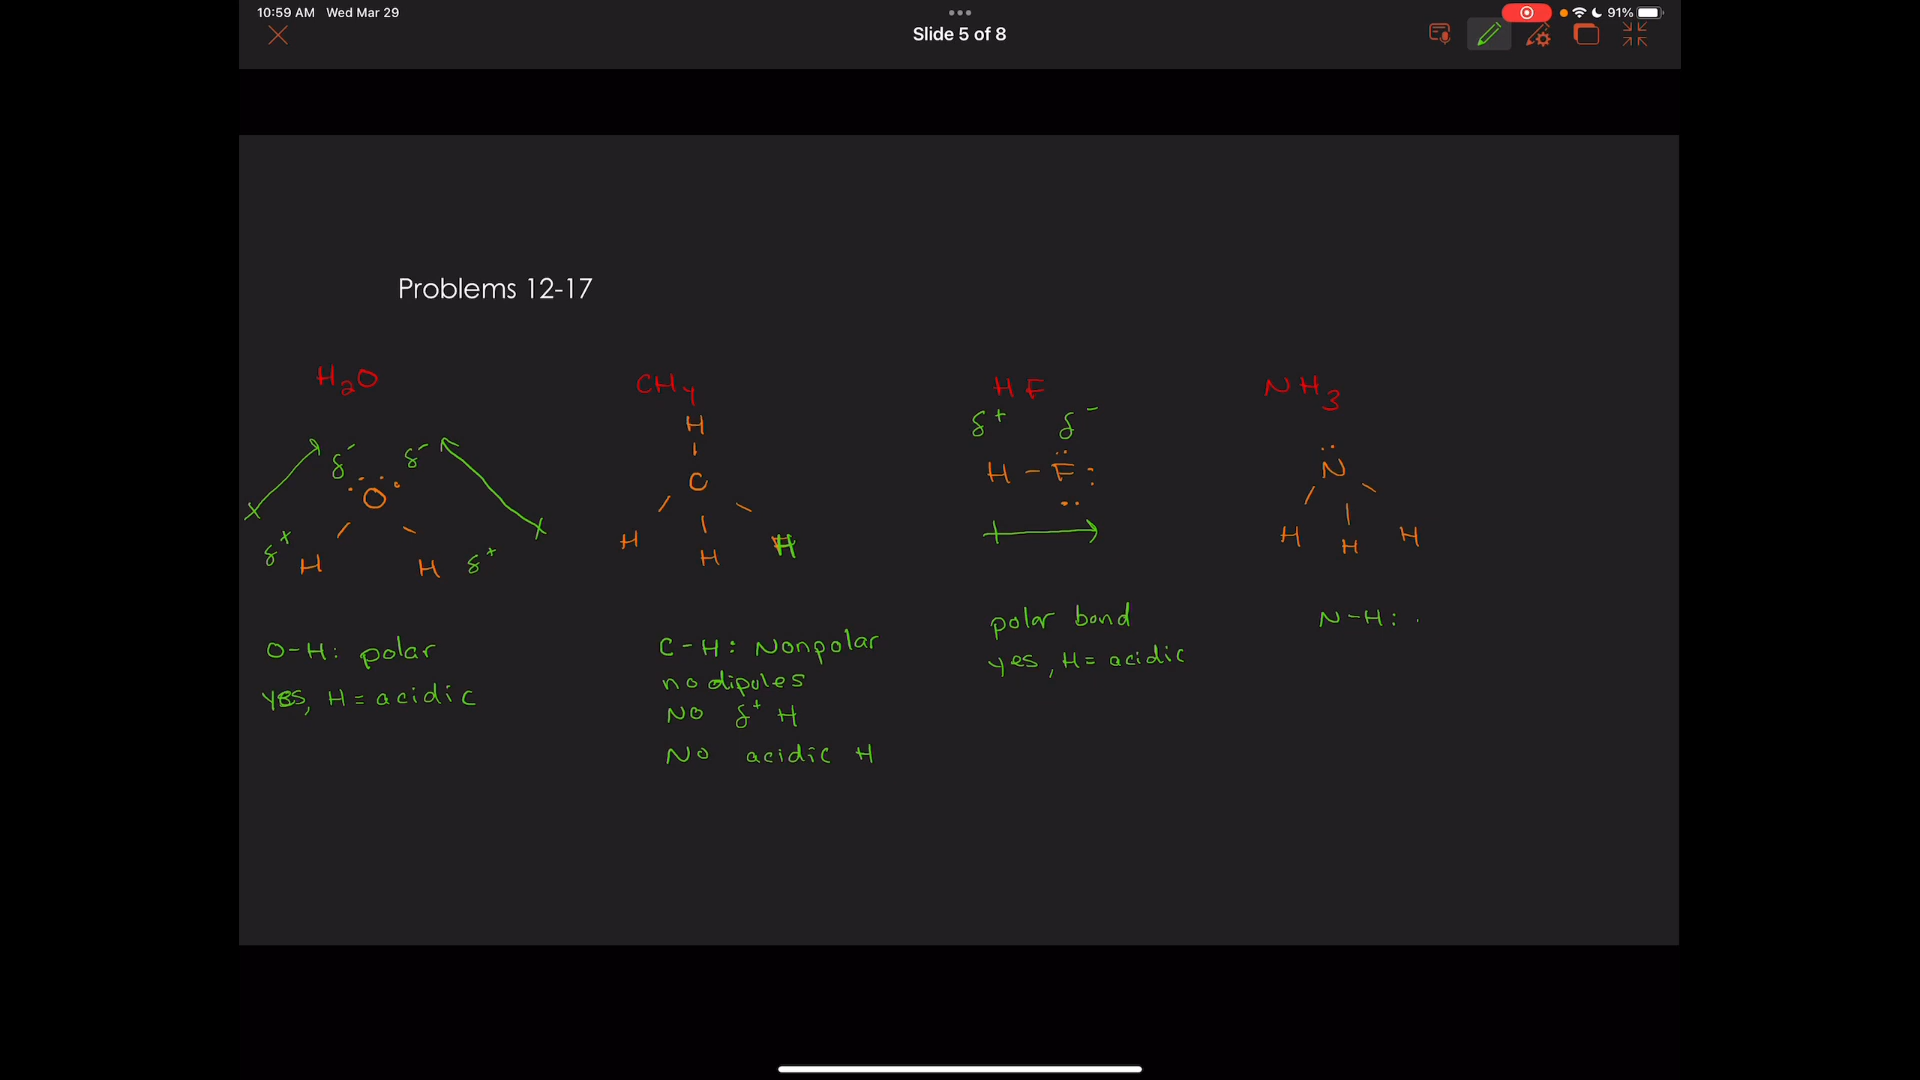 10:59 AM Wed Mar 29
91%
Slide 5 of 8
Problems 12-17
H2O
CH4
HF
NH3
δ+ δ-
H
δ- δ-
O
C
H - F
N
δ+ H H δ+
H H H
H H H
polar bond
N-H:
O-H: polar
C-H: Nonpolar
yes, H = acidic
no dipoles
yes, H = acidic
No δ+ H
No acidic H